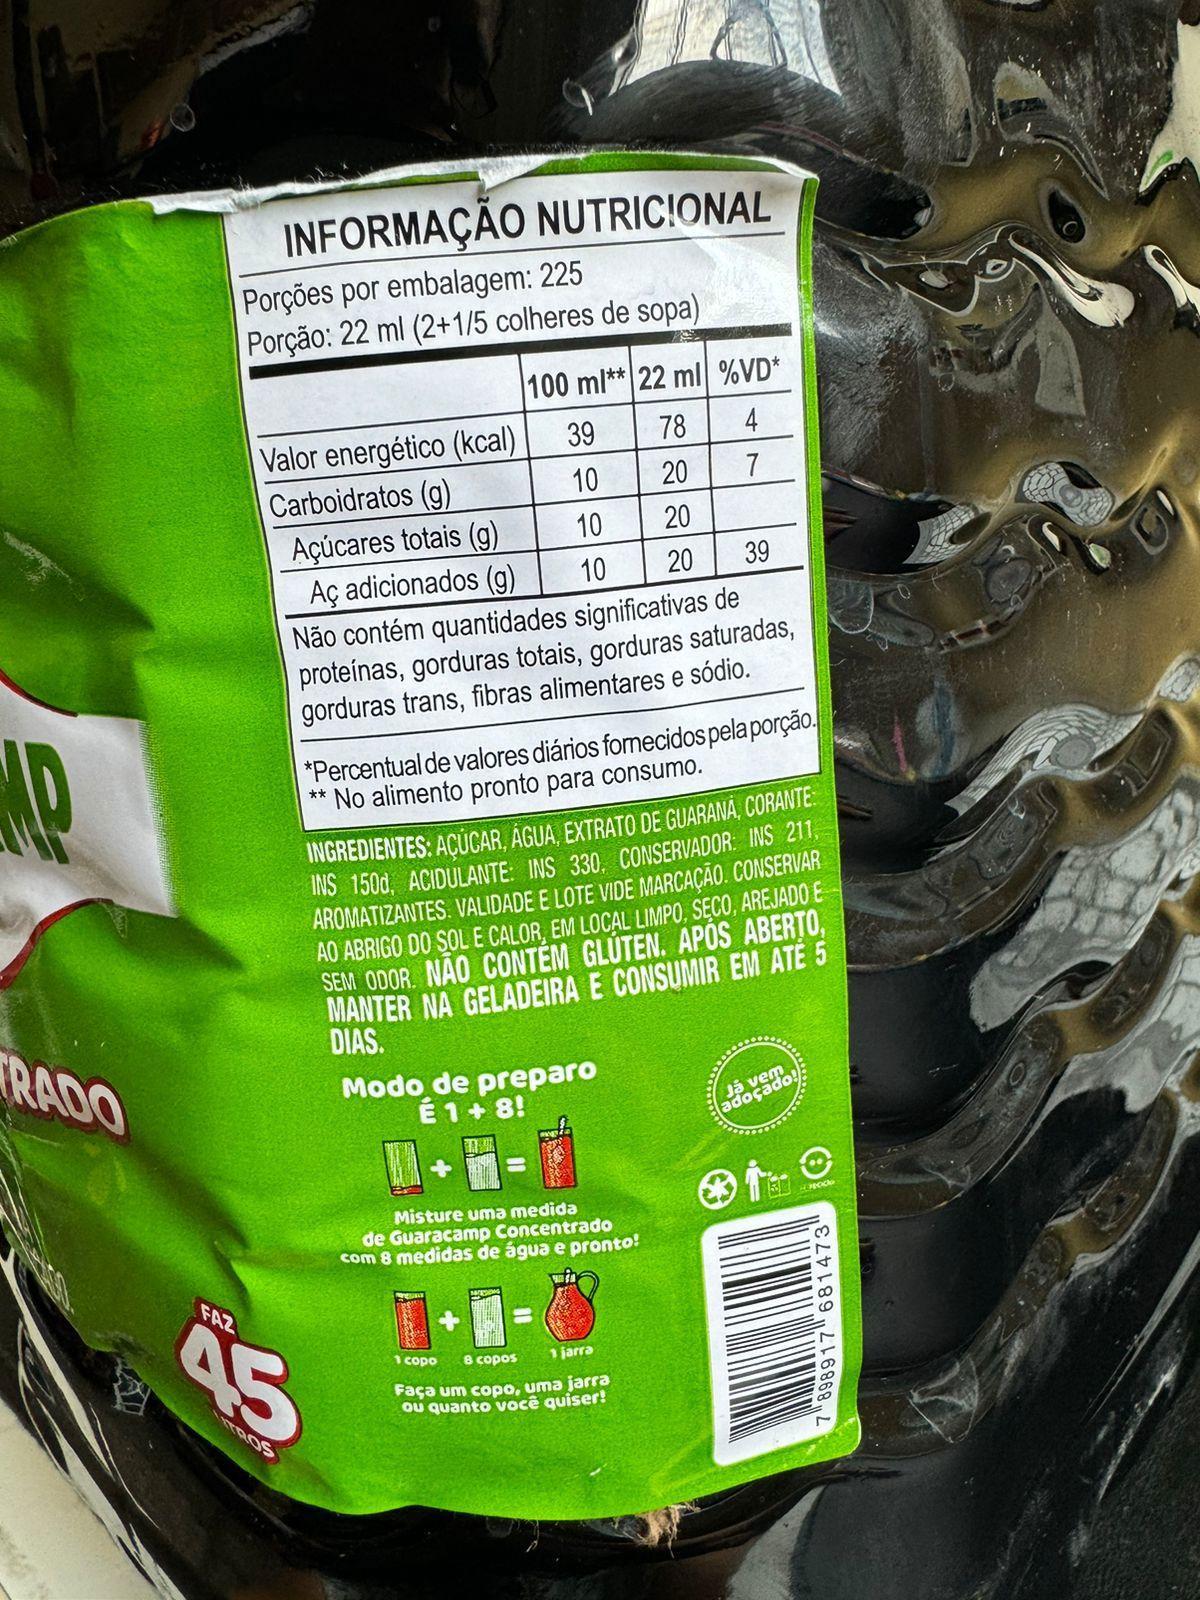 INFORMAÇÃO NUTRICIONAL
Porções por embalagem: 225
Porção: 22 ml (2+1/5 colheres de sopa)
100 ml** 22 ml %VD*
Valor energético (kcal) 39 78 4
Carboidratos (g) 10 20 7
Açúcares totais (g) 10 20
Aç adicionados (g) 10 20 39
Não contém quantidades significativas de
proteínas, gorduras totais, gorduras saturadas,
gorduras trans, fibras alimentares e sódio.
*Percentual de valores diários fornecidos pela porção.
** No alimento pronto para consumo.
INGREDIENTES: AÇÚCAR, ÁGUA, EXTRATO DE GUARANÁ, CORANTE:
INS 150d, ACIDULANTE: INS 330, CONSERVADOR: INS 211,
AROMATIZANTES. VALIDADE E LOTE VIDE MARCAÇÃO. CONSERVAR
AO ABRIGO DO SOL E CALOR, EM LOCAL LIMPO, SECO, AREJADO E
SEM ODOR. NÃO CONTÉM GLÚTEN. APÓS ABERTO,
MANTER NA GELADEIRA E CONSUMIR EM ATÉ 5
DIAS.
Modo de preparo
É 1 + 8!
Já vem
adoçado!
+ =
Misture uma medida
de Guaracamp Concentrado
com 8 medidas de água e pronto!
+ =
1 copo 8 copos 1 jarra
Faça um copo, uma jarra
ou quanto você quiser!
7 898917 681473
MP
TRADO
FAZ
45
LITROS